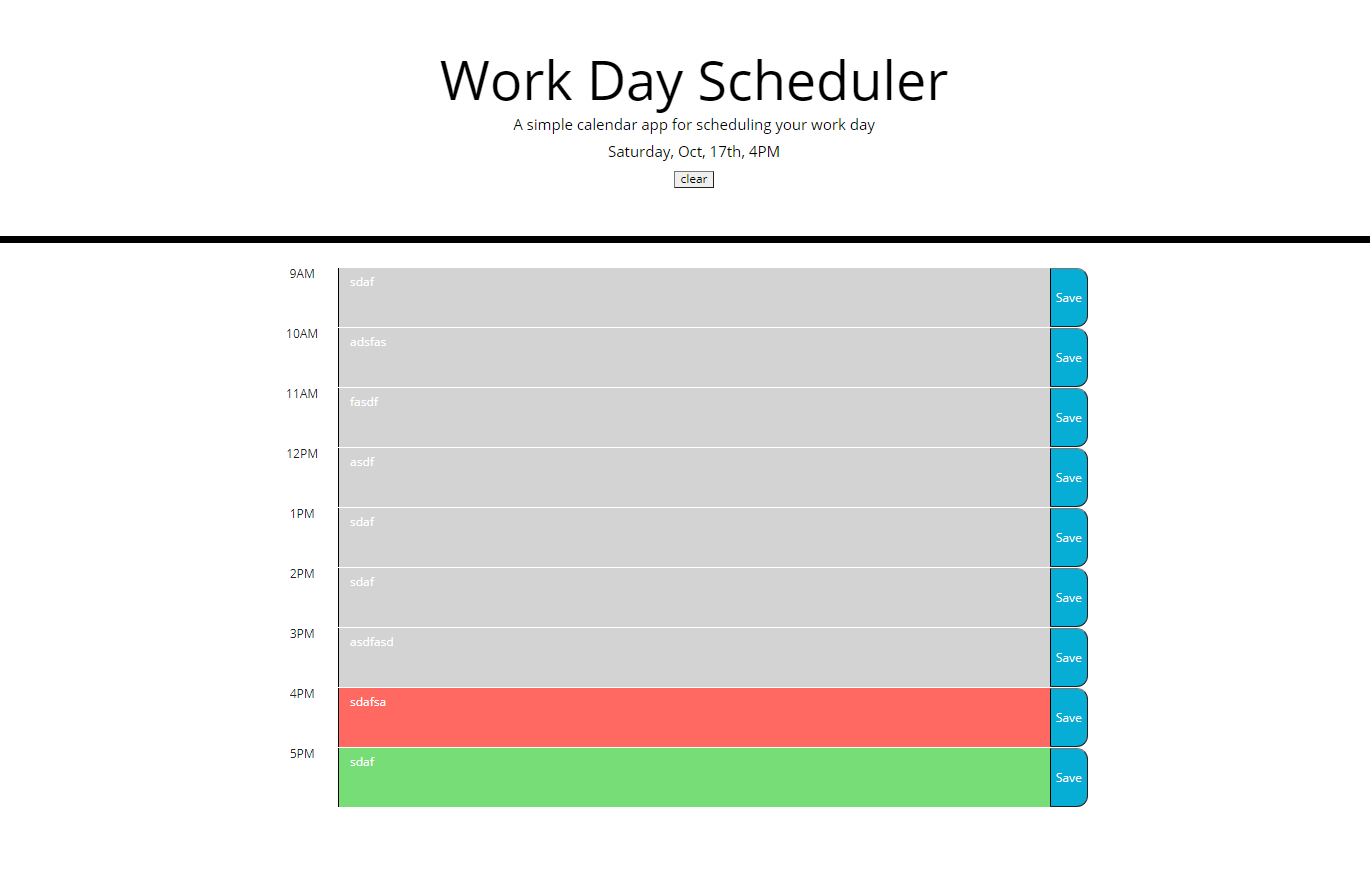 Work Day Scheduler
A simple calendar app for scheduling your work day
Saturday, Oct, 17th, 4PM
clear
9AM sdaf Save
10AM adsfas Save
11AM fasdf Save
12PM asdf Save
1PM sdaf Save
2PM sdaf Save
3PM asdfasd Save
4PM sdafsa Save
5PM sdaf Save